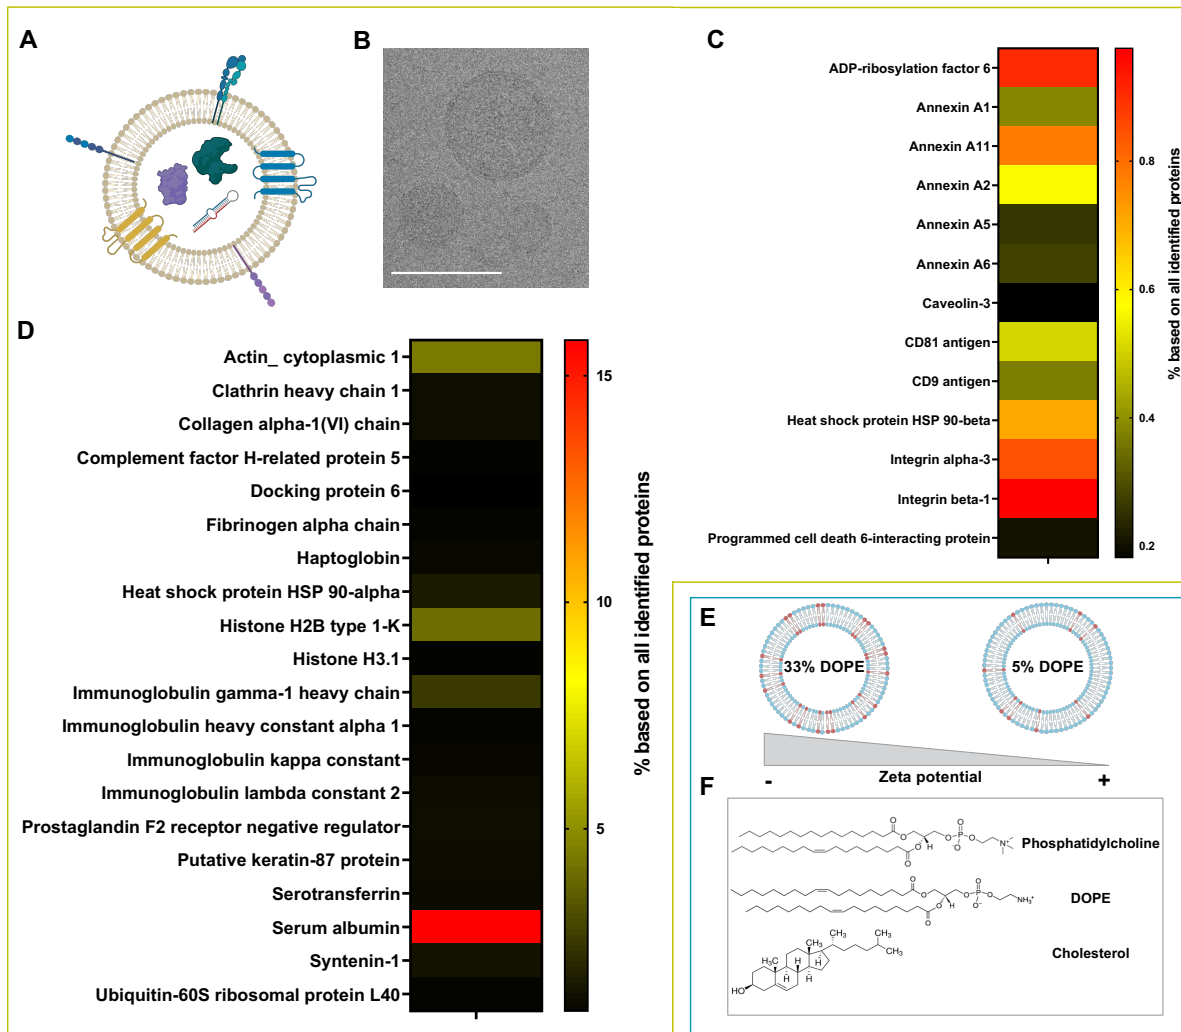 A
B
C
ADP-ribosylation factor 6
Annexin A1
Annexin A11
Annexin A2
Annexin A5
Annexin A6
Caveolin-3
CD81 antigen
CD9 antigen
Heat shock protein HSP 90-beta
Integrin alpha-3
Integrin beta-1
Programmed cell death 6-interacting protein
0.8
0.6
0.4
0.2
% based on all identified proteins
D
Actin_ cytoplasmic 1
Clathrin heavy chain 1
Collagen alpha-1(VI) chain
Complement factor H-related protein 5
Docking protein 6
Fibrinogen alpha chain
Haptoglobin
Heat shock protein HSP 90-alpha
Histone H2B type 1-K
Histone H3.1
Immunoglobulin gamma-1 heavy chain
Immunoglobulin heavy constant alpha 1
Immunoglobulin kappa constant
Immunoglobulin lambda constant 2
Prostaglandin F2 receptor negative regulator
Putative keratin-87 protein
Serotransferrin
Serum albumin
Syntenin-1
Ubiquitin-60S ribosomal protein L40
15
10
5
% based on all identified proteins
E
33% DOPE
5% DOPE
-
Zeta potential
+
F
O
O
O
O
H
O
P
O
O-
O
N+
Phosphatidylcholine
O
O
O
O
H
O
P
O
O-
O
NH3+
DOPE
CH3
CH3
CH3
CH3
H3C
H
H
H
H
HO
Cholesterol